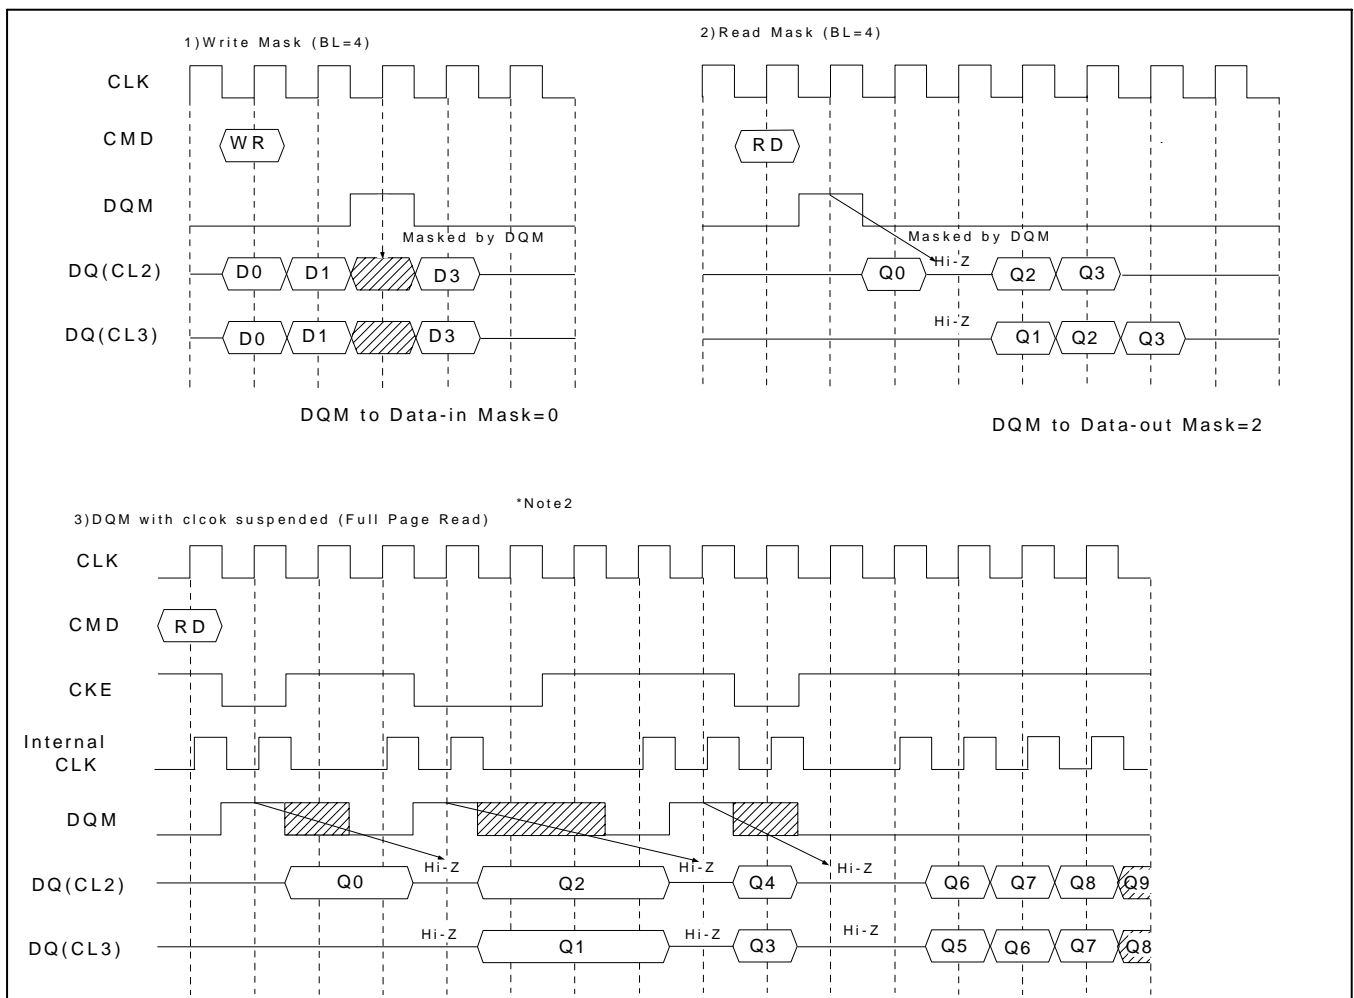 1)Write Mask (BL=4)
CLK
CMD
WR
DQM
Masked by DQM
DQ(CL2)
D0 D1 D3
DQ(CL3)
D0 D1 D3
DQM to Data-in Mask=0
2)Read Mask (BL=4)
RD
Masked by DQM
Hi-Z
Q0 Q2 Q3
Hi-Z
Q1 Q2 Q3
DQM to Data-out Mask=2
*Note2
3)DQM with clcok suspended (Full Page Read)
CLK
CMD
RD
CKE
Internal
CLK
DQM
Hi-Z Hi-Z Hi-Z
DQ(CL2)
Q0 Q2 Q4 Q6 Q7 Q8 Q9
Hi-Z Hi-Z Hi-Z
DQ(CL3)
Q1 Q3 Q5 Q6 Q7 Q8